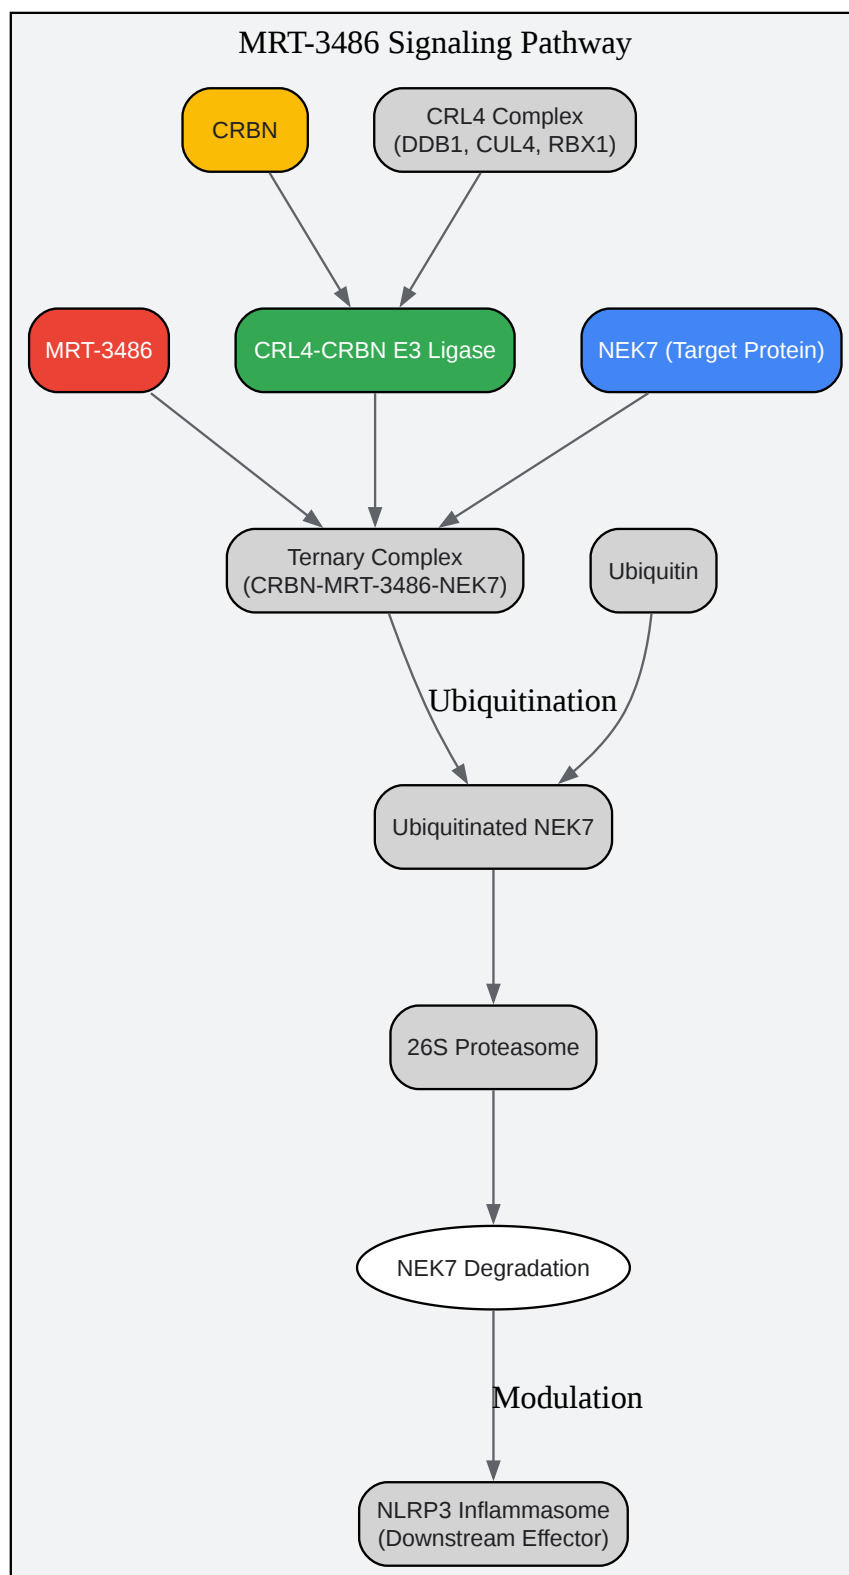 MRT-3486 Signaling Pathway
CRBN
CRL4 Complex
(DDB1, CUL4, RBX1)
MRT-3486
CRL4-CRBN E3 Ligase
NEK7 (Target Protein)
Ternary Complex
(CRBN-MRT-3486-NEK7)
Ubiquitin
Ubiquitination
Ubiquitinated NEK7
26S Proteasome
NEK7 Degradation
Modulation
NLRP3 Inflammasome
(Downstream Effector)